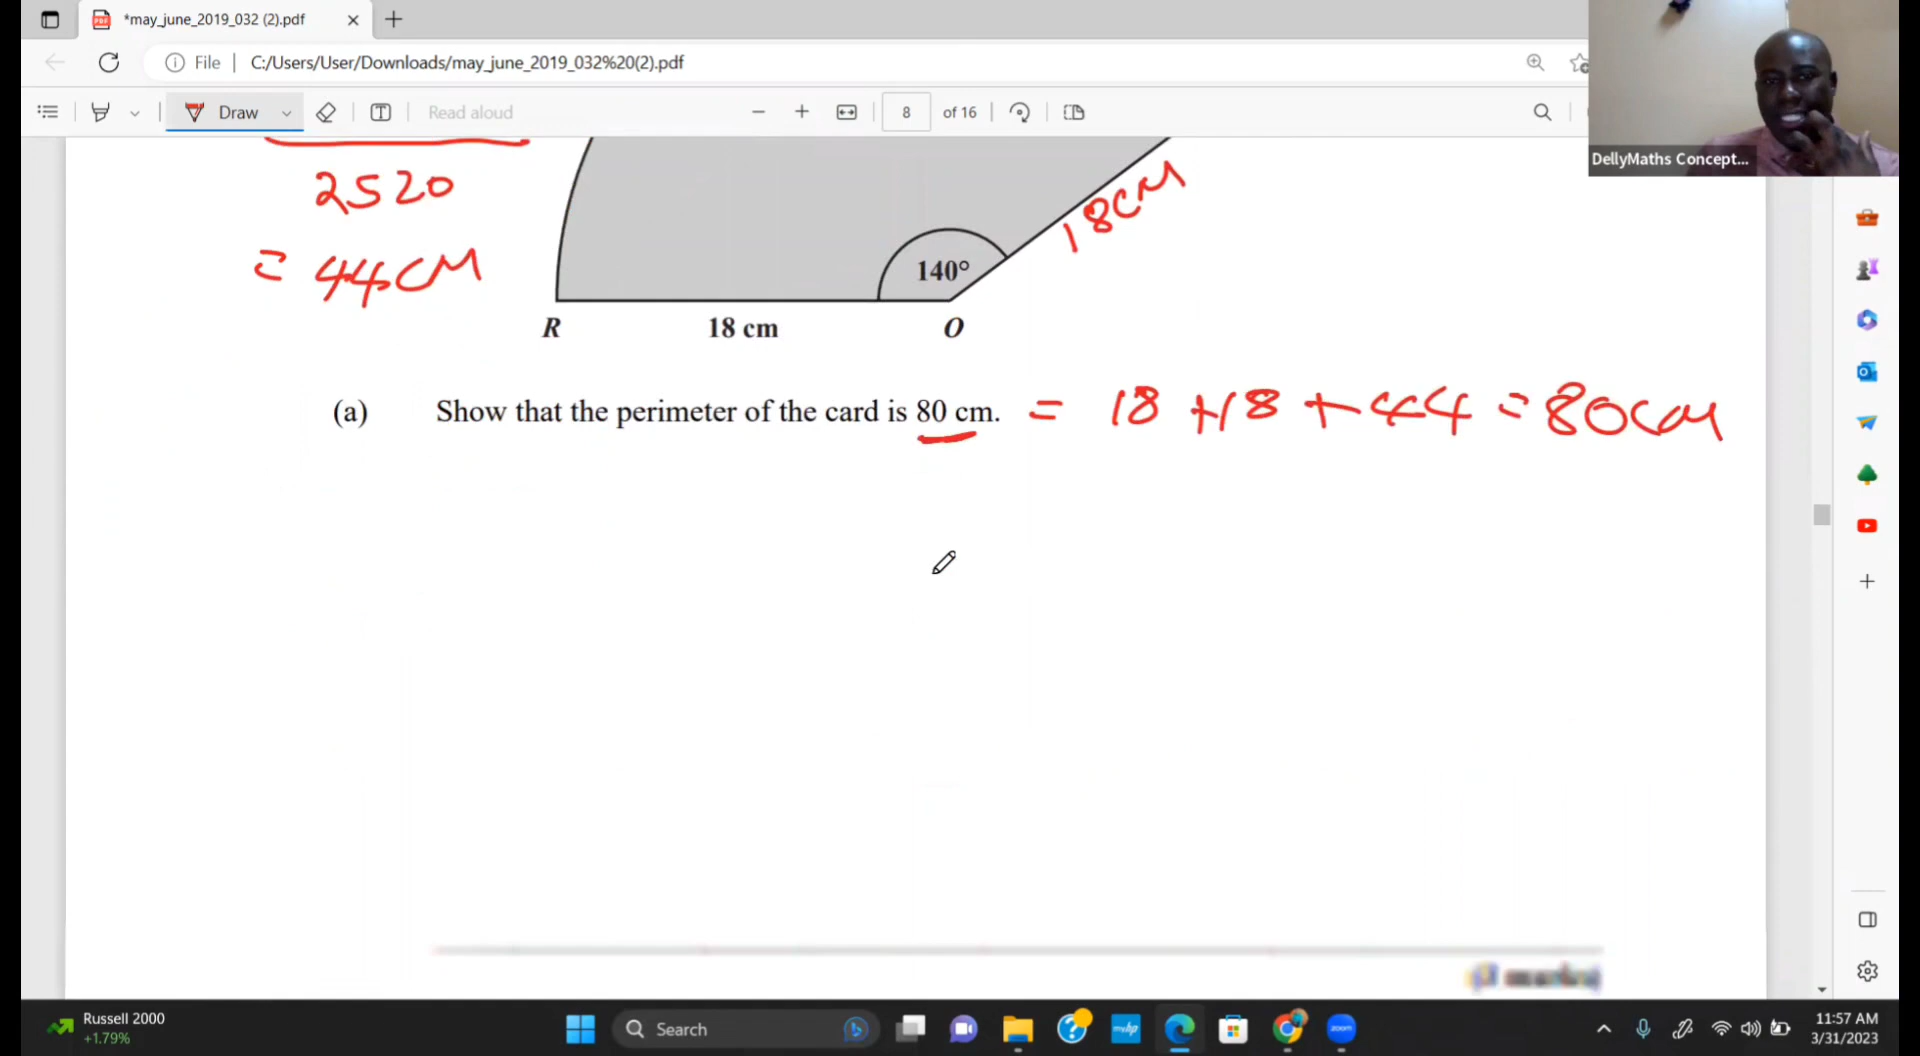 *may_june_2019_032 (2).pdf
File | C:/Users/User/Downloads/may_june_2019_032%20(2).pdf
Draw
Read aloud
8 of 16
DellyMaths Concept...
2520
= 44CM
18CM
140°
R 18 cm O
(a) Show that the perimeter of the card is 80 cm. = 18 + 18 + 44 = 80CM
Russell 2000
+1.79%
Search
myhp
zoom
11:57 AM
3/31/2023